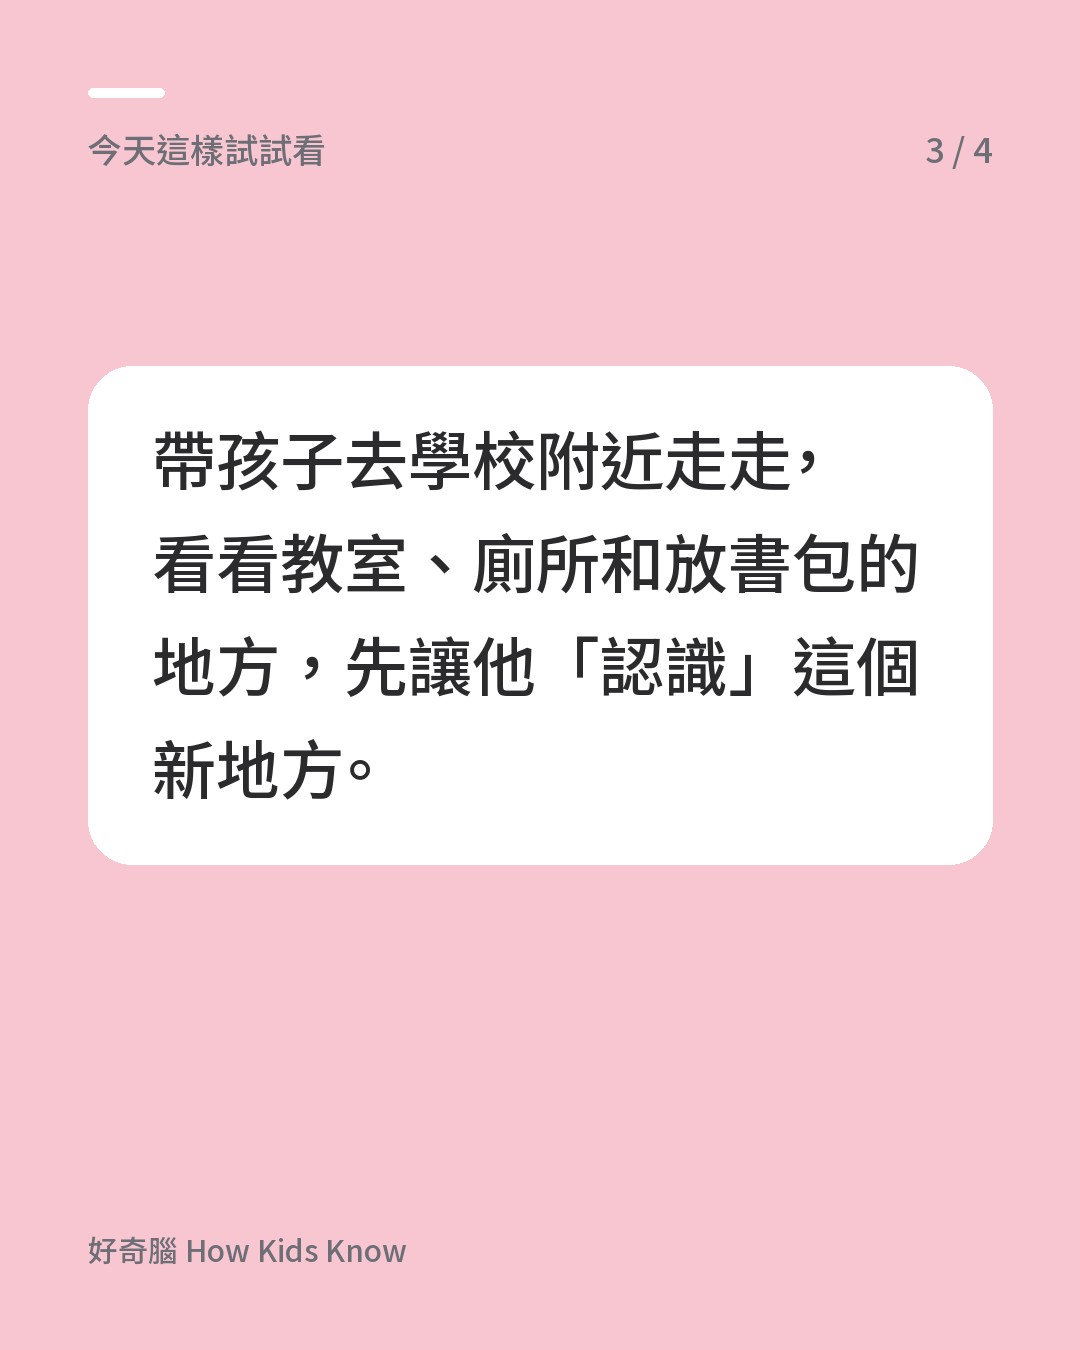 今天這樣試試看
3 / 4
帶孩子去學校附近走走，
看看教室、廁所和放書包的
地方，先讓他「認識」這個
新地方。
好奇腦 How Kids Know